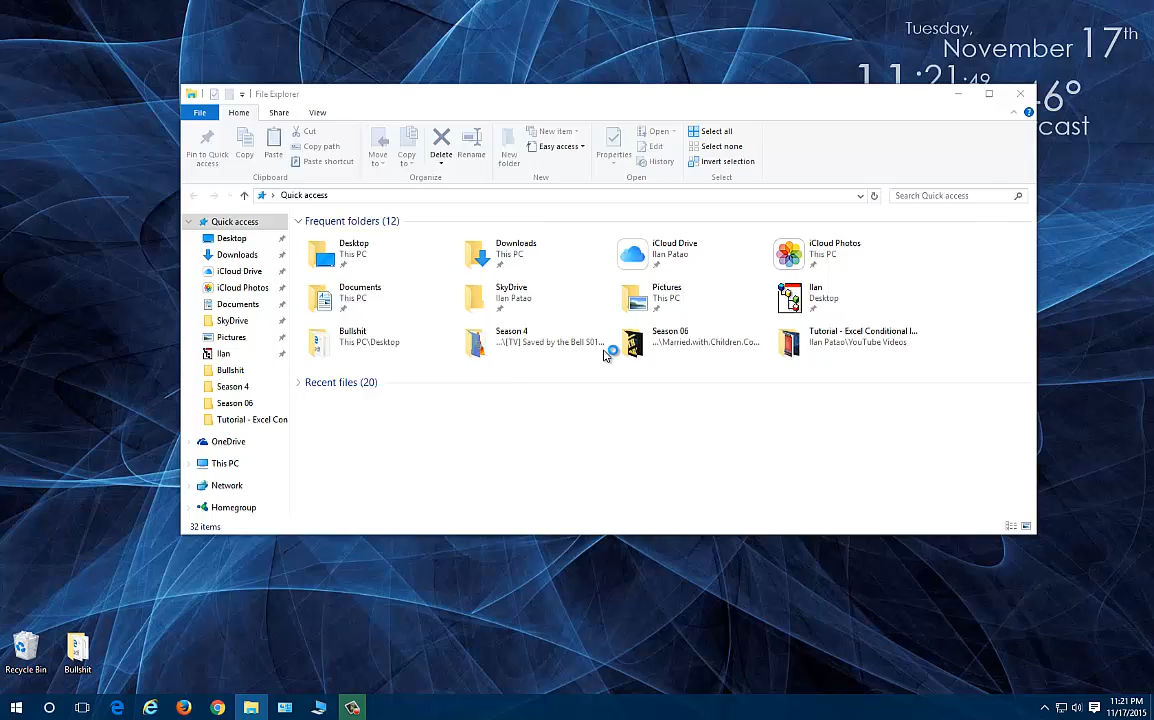 Tuesday,
November 17th
11:21:49
6°
cast
File Explorer
File Home Share View
Pin to Quick access
Copy
Paste
Cut
Copy path
Paste shortcut
Clipboard
Move to
Copy to
Delete
Rename
Organize
New folder
New item
Easy access
New
Properties
Open
Edit
History
Open
Select all
Select none
Invert selection
Select
Quick access
Search Quick access
Quick access
Desktop
Downloads
iCloud Drive
iCloud Photos
Documents
SkyDrive
Pictures
Ilan
Bullshit
Season 4
Season 06
Tutorial - Excel Con
OneDrive
This PC
Network
Homegroup
Frequent folders (12)
Desktop
This PC
Downloads
This PC
iCloud Drive
Ilan Patao
iCloud Photos
This PC
Documents
This PC
SkyDrive
Ilan Patao
Pictures
This PC
Ilan
Desktop
Bullshit
This PC\Desktop
Season 4
...\[TV] Saved by the Bell S01...
Season 06
...\Married.with.Children.Co...
Tutorial - Excel Conditional I...
Ilan Patao\YouTube Videos
Recent files (20)
32 items
Recycle Bin
Bullshit
11:21 PM
11/17/2015